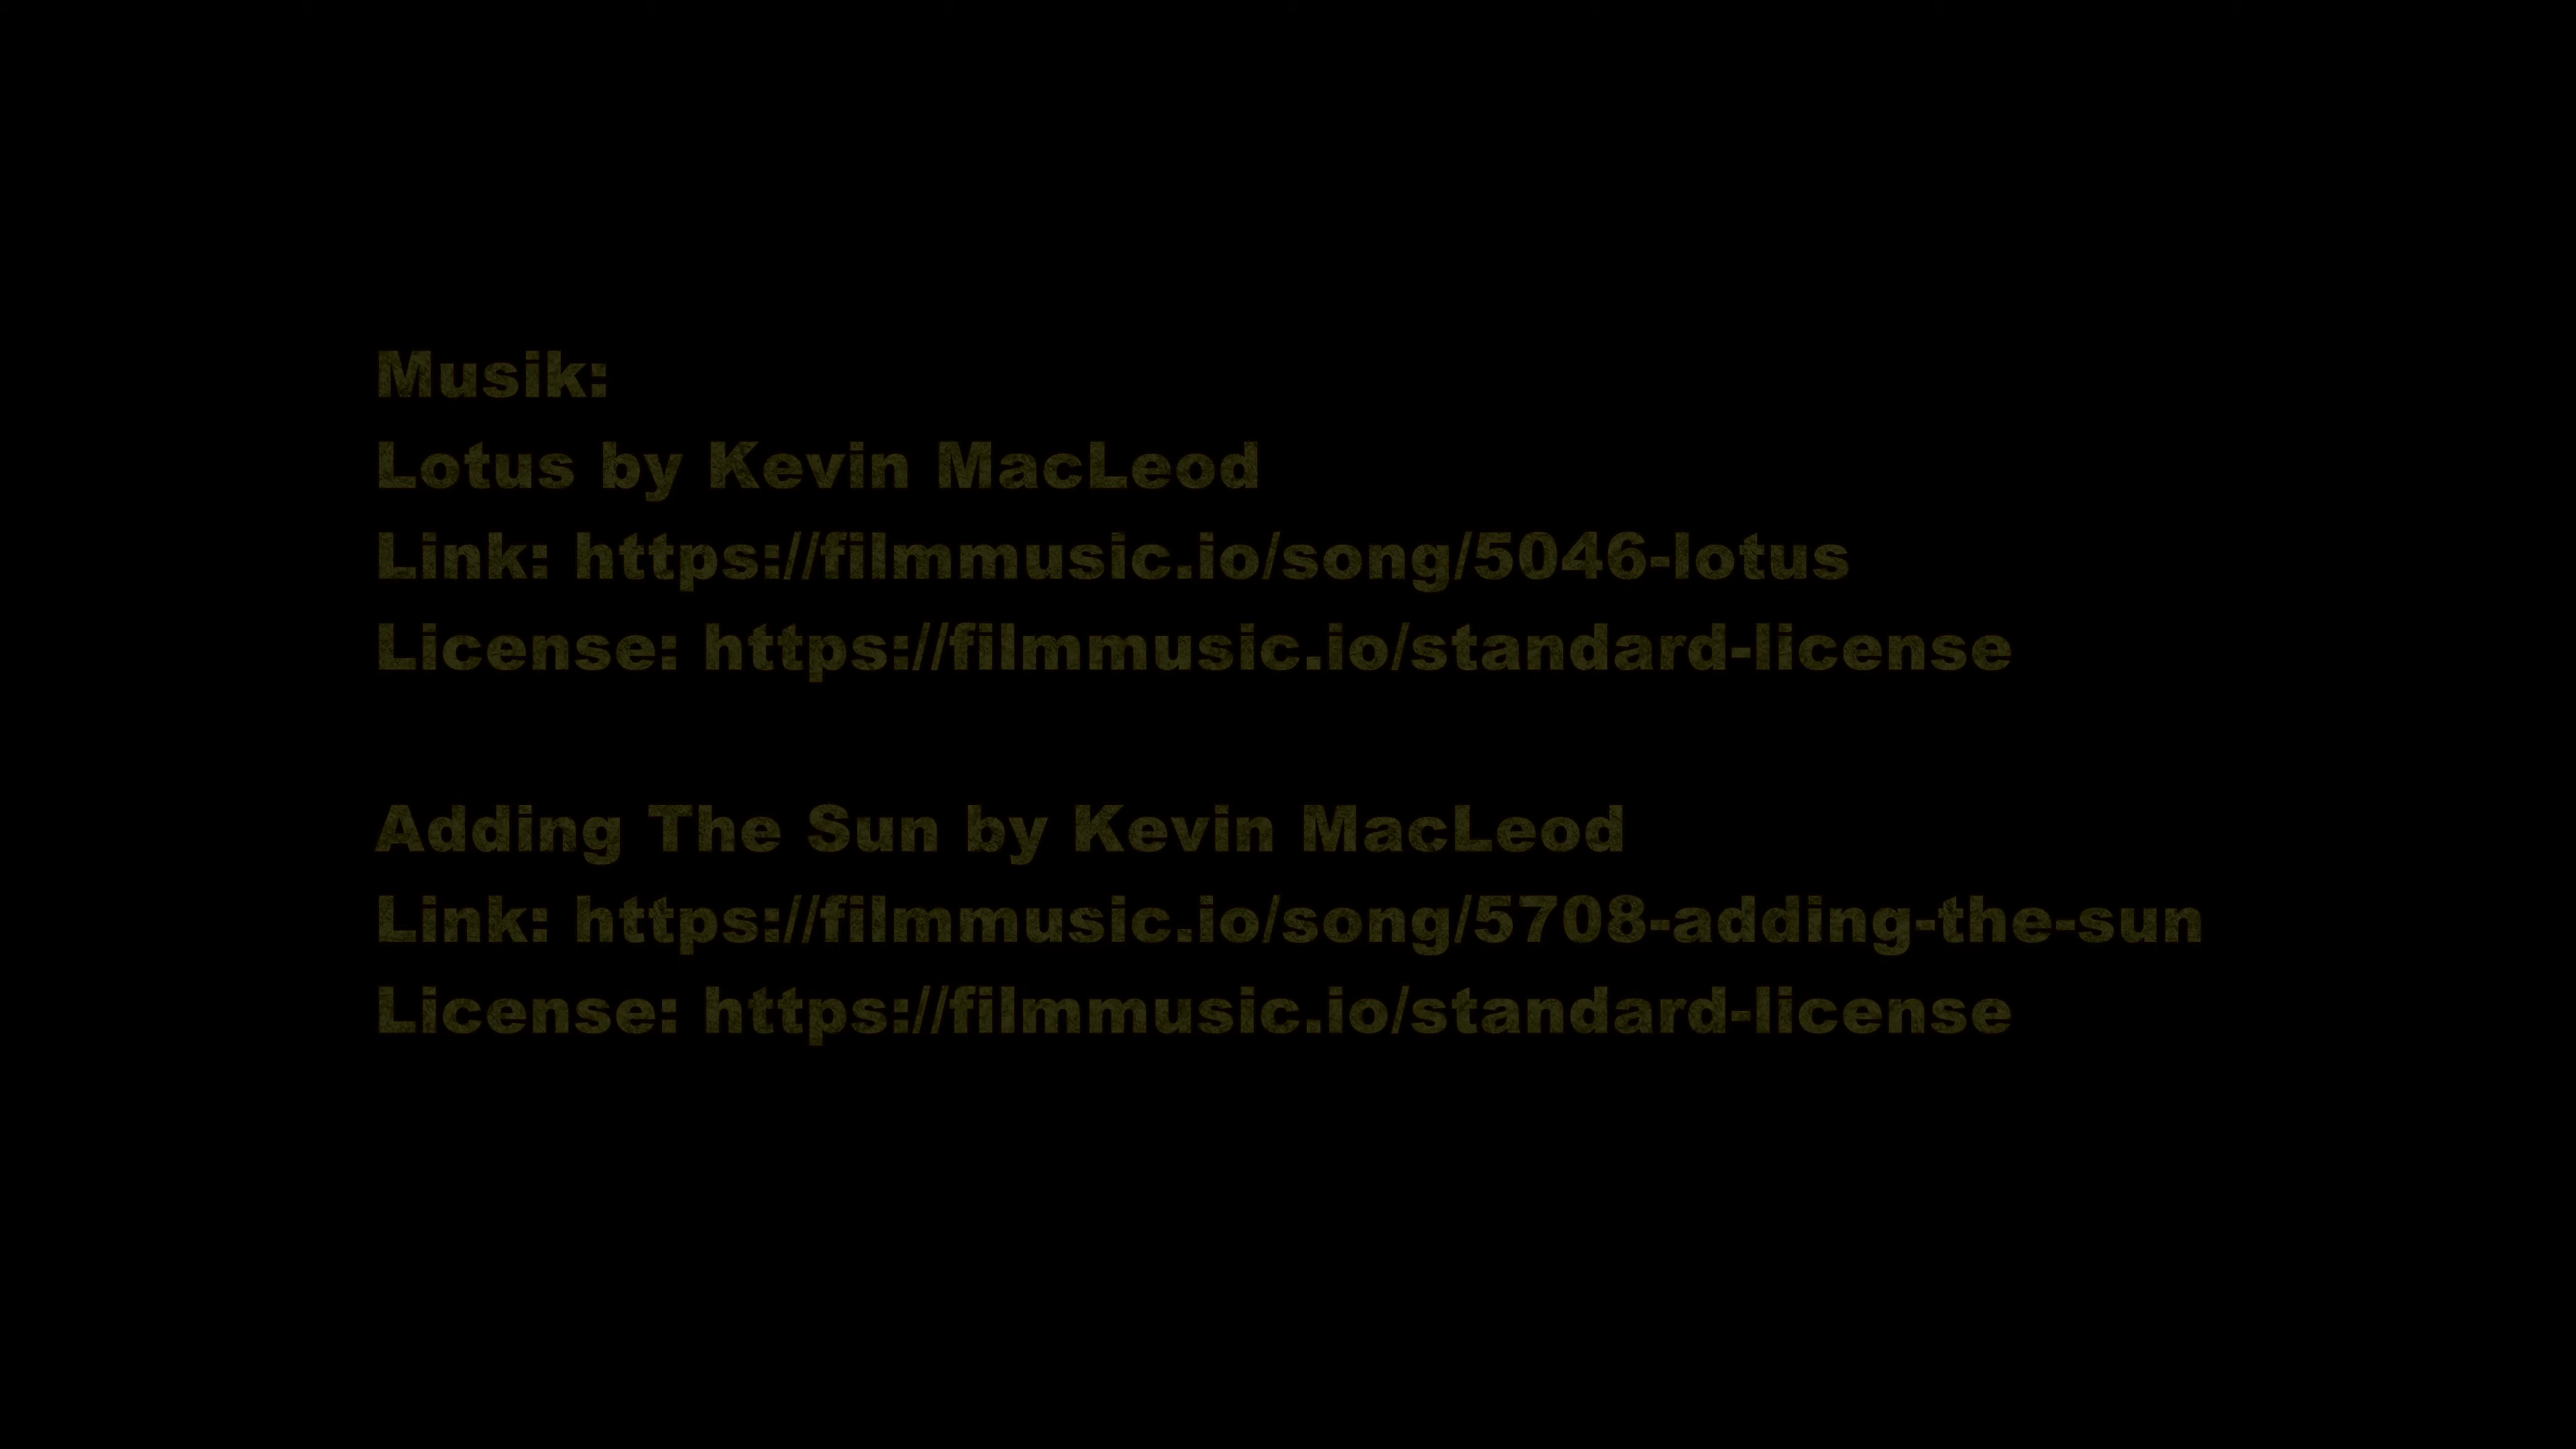 Musik:
Lotus by Kevin MacLeod
Link: https://filmmusic.io/song/5046-lotus
License: https://filmmusic.io/standard-license
Adding The Sun by Kevin MacLeod
Link: https://filmmusic.io/song/5708-adding-the-sun
License: https://filmmusic.io/standard-license